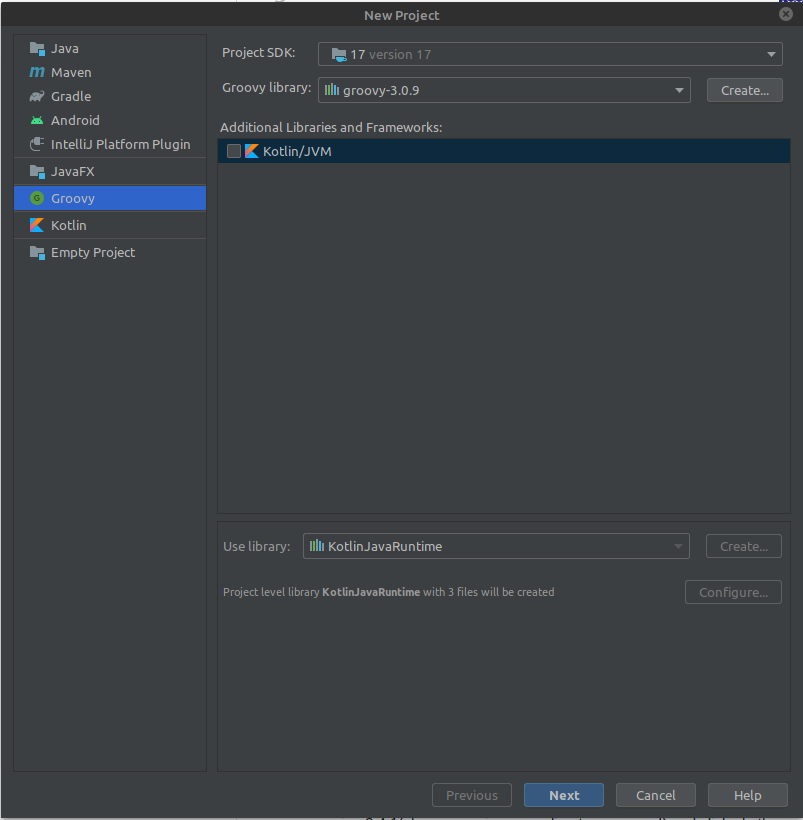 New Project
Java
Maven
Gradle
Android
IntelliJ Platform Plugin
JavaFX
Groovy
Kotlin
Empty Project
Project SDK: 17 version 17
Groovy library: groovy-3.0.9 Create...
Additional Libraries and Frameworks:
Kotlin/JVM
Use library: KotlinJavaRuntime Create...
Project level library KotlinJavaRuntime with 3 files will be created Configure...
Previous Next Cancel Help